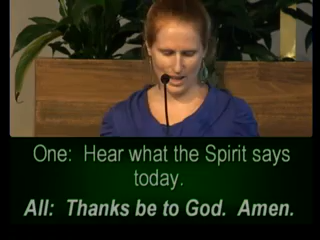 One:  Hear what the Spirit says
today.
All:  Thanks be to God.  Amen.